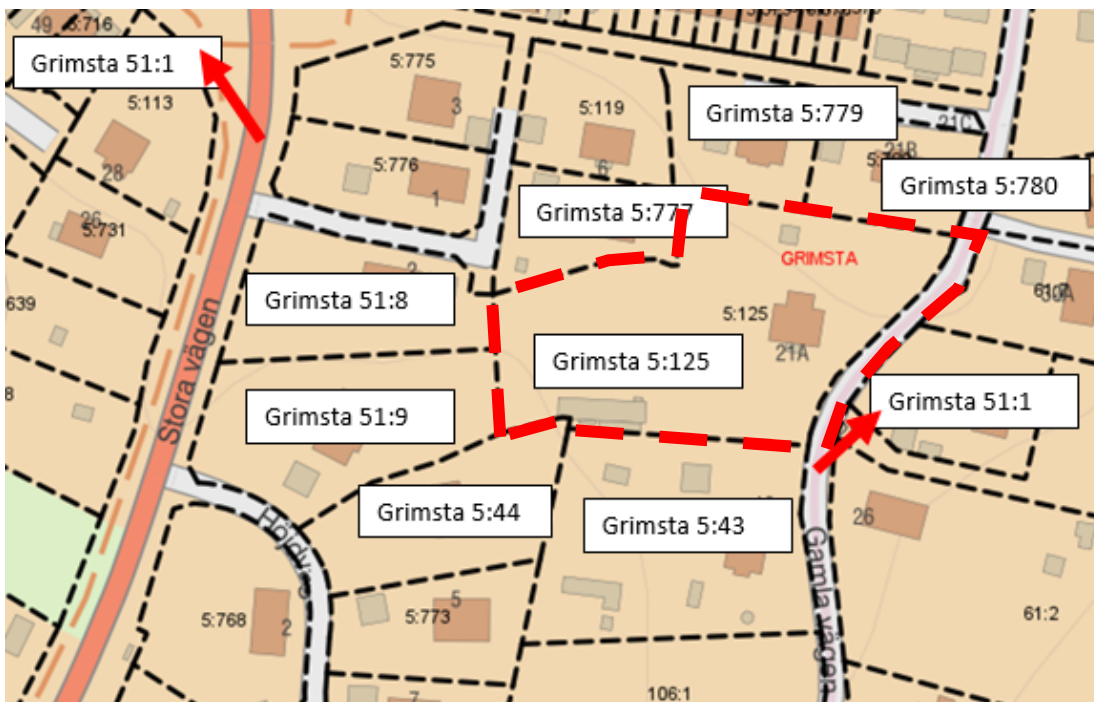 49
5:716
Grimsta 51:1
5:775
5:113
3
5:119
Grimsta 5:779
21C
21B
28
5:776
6
1
Grimsta 5:780
Grimsta 5:777
26
5:731
GRIMSTA
2
639
Grimsta 51:8
30A
5:125
Stora vägen
21A
Grimsta 5:125
8
Grimsta 51:9
Grimsta 51:1
Grimsta 5:44
Grimsta 5:43
26
Gamla vägen
5
5:768
2
5:773
61:2
7
106:1